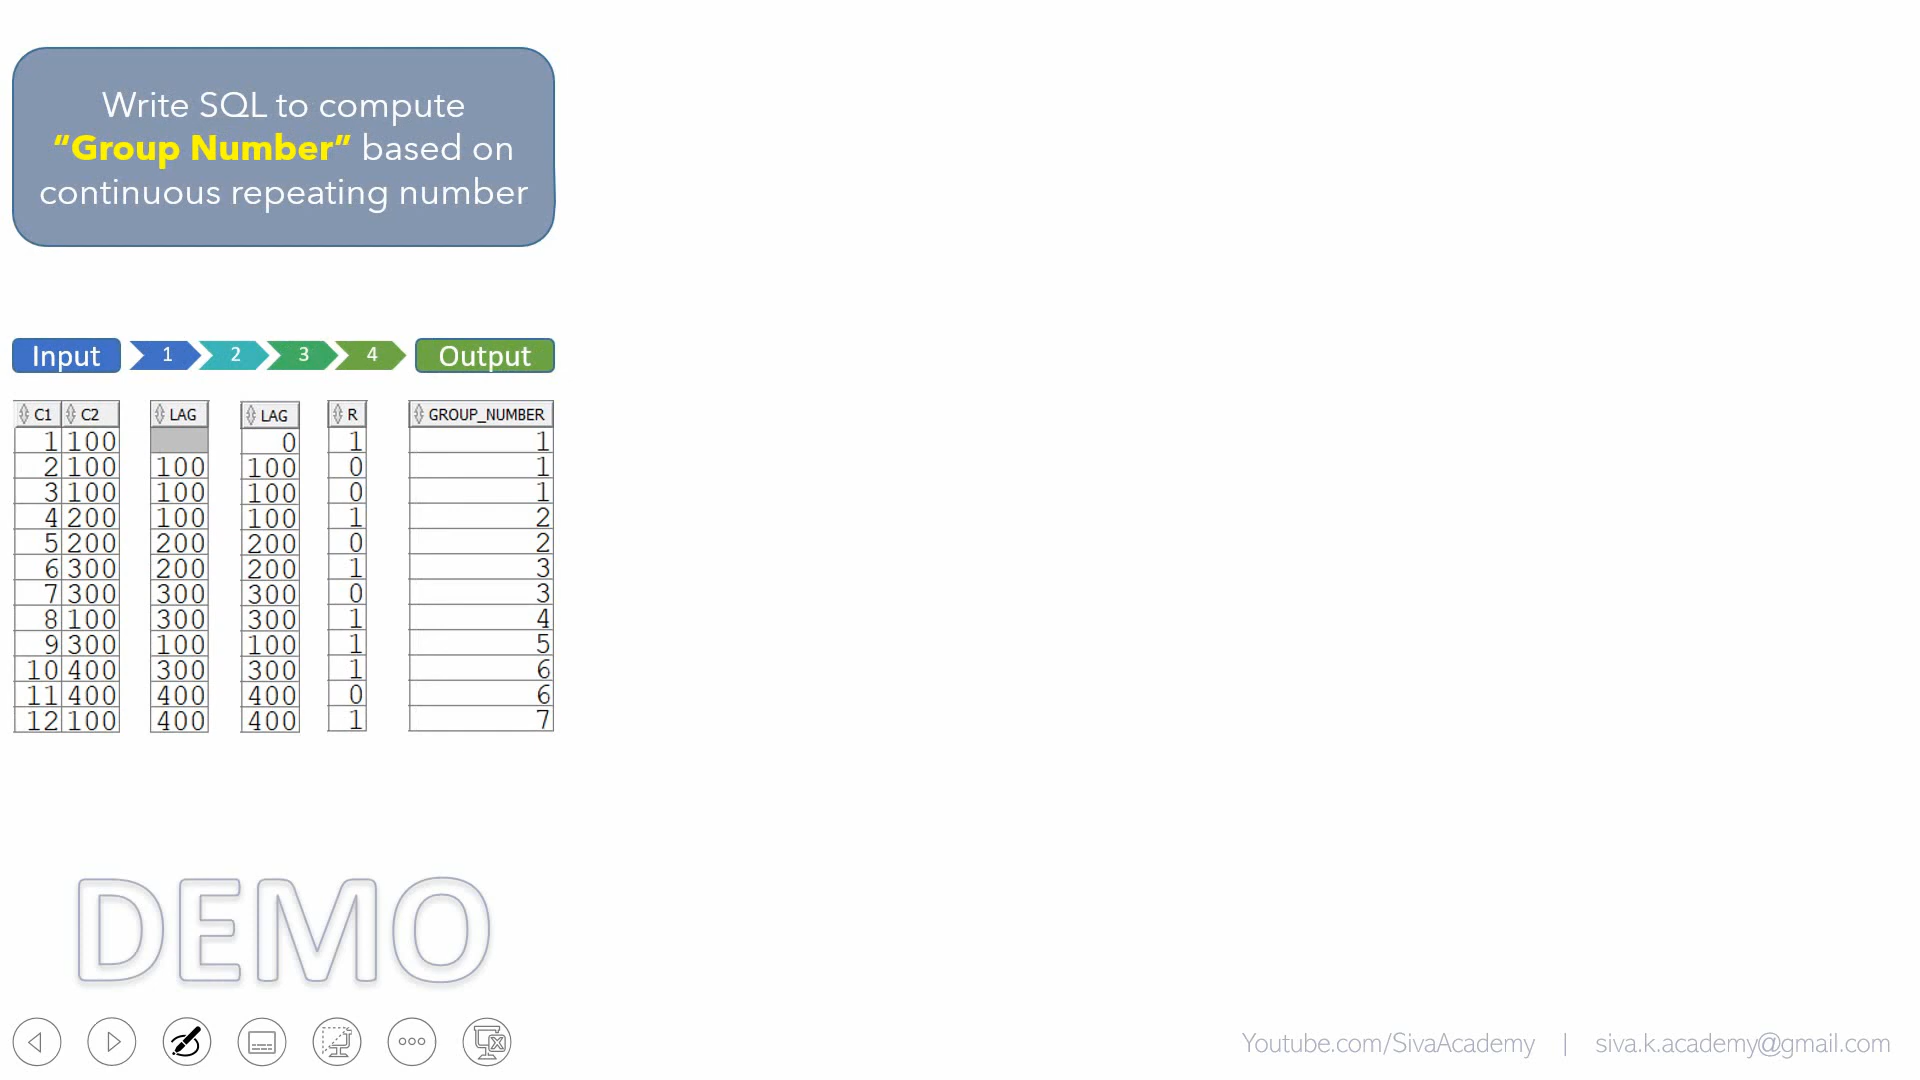 Write SQL to compute
“Group Number” based on
continuous repeating number
Input 1 2 3 4 Output
C1 C2 LAG LAG R GROUP_NUMBER
1 100 0 1 1
2 100 100 100 0 1
3 100 100 100 0 1
4 200 100 100 1 2
5 200 200 200 0 2
6 300 200 200 1 3
7 300 300 300 0 3
8 100 300 300 1 4
9 300 100 100 1 5
10 400 300 300 1 6
11 400 400 400 0 6
12 100 400 400 1 7
DEMO
Youtube.com/SivaAcademy | siva.k.academy@gmail.com